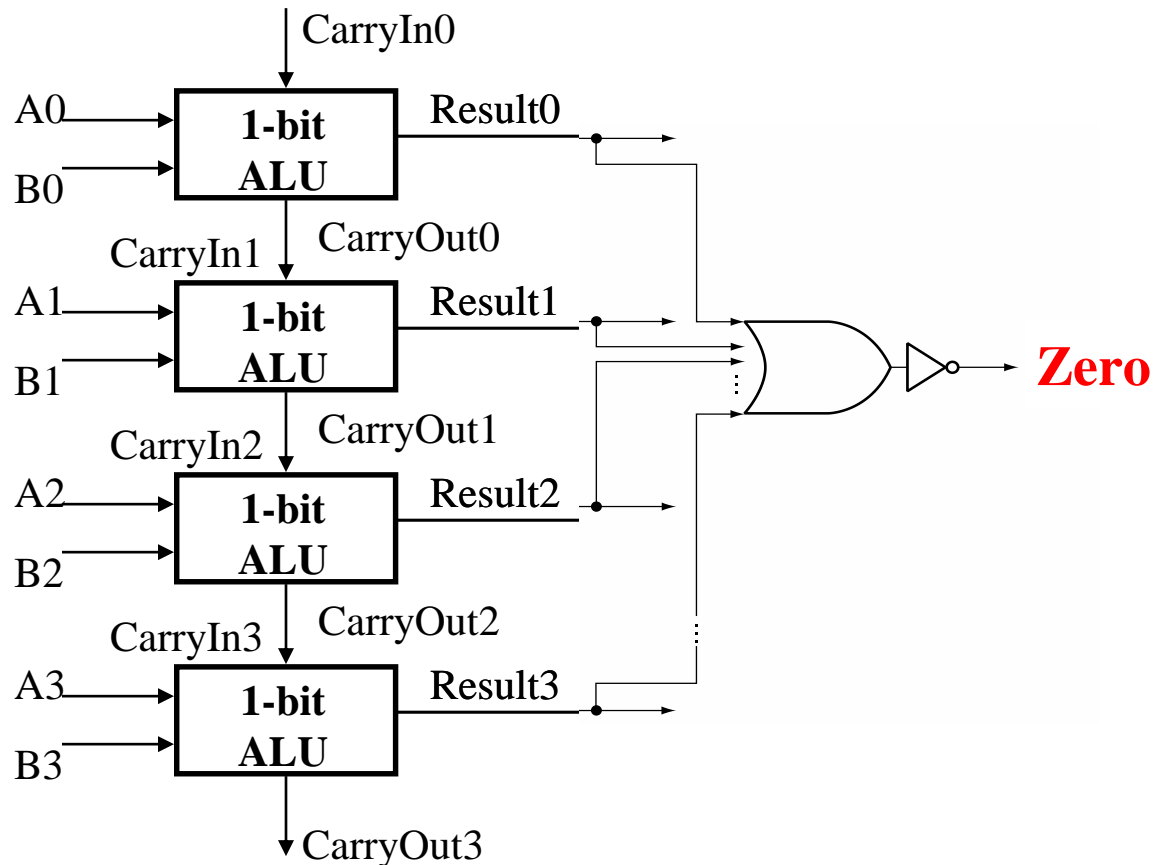 CarryIn0
A0
1-bit
ALU
Result0
B0
CarryOut0
CarryIn1
A1
1-bit
ALU
Result1
B1
Zero
CarryOut1
CarryIn2
A2
1-bit
ALU
Result2
B2
CarryOut2
CarryIn3
A3
1-bit
ALU
Result3
B3
CarryOut3